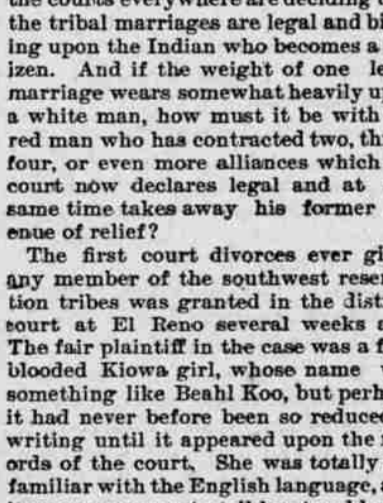 the courts everywhere are deciding
the tribal marriages are legal and bi
ing upon the Indian who becomes a
izen. And if the weight of one le
marriage wears somewhat heavily u
a white man, how must it be with
red man who has contracted two, th
four, or even more alliances which
court now declares legal and at
same time takes away his former
enue of relief?
The first court divorces ever gi
any member of the southwest rese
tion tribes was granted in the dist
court at El Reno several weeks a
The fair plaintiff in the case was a f
blooded Kiowa girl, whose name
something like Beahl Koo, but perh
it had never before been so reduce
writing until it appeared upon the
ords of the court. She was totally
familiar with the English language,